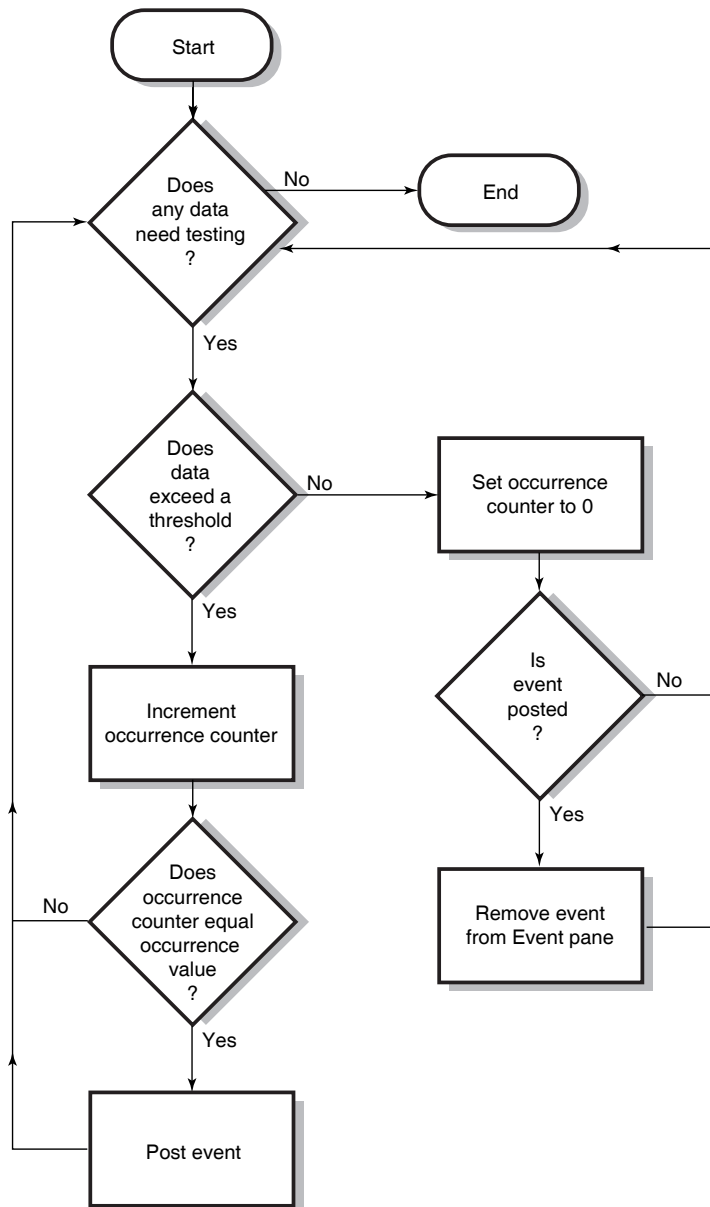 Start
Does
any data
need testing
?
No
End
Yes
Does
data
exceed a
threshold
?
No
Set occurrence
counter to 0
Yes
Is
event
posted
?
No
Increment
occurrence counter
Yes
Does
occurrence
counter equal
occurrence
value
?
No
Remove event
from Event pane
Yes
Post event